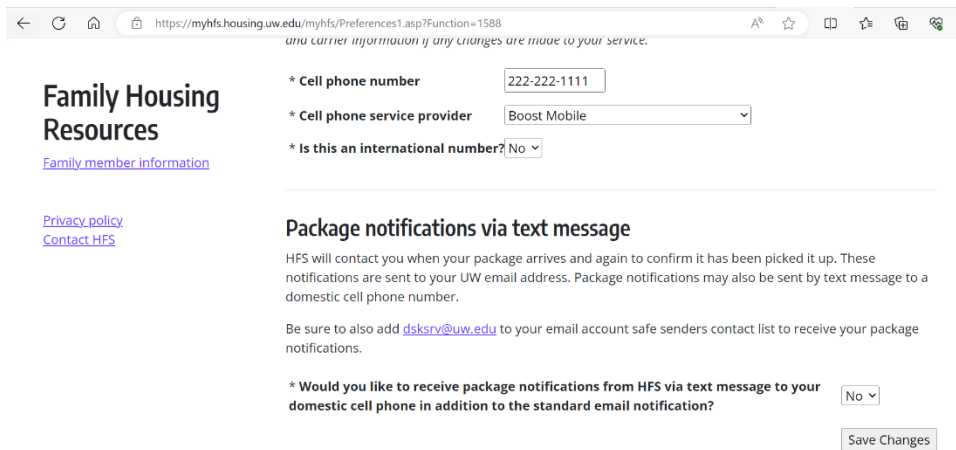 https://myhfs.housing.uw.edu/myhfs/Preferences1.asp?Function=1588
and carrier information if any changes are made to your service.
Family Housing
Resources
Family member information
Privacy policy
Contact HFS
* Cell phone number 222-222-1111
* Cell phone service provider Boost Mobile
* Is this an international number? No
Package notifications via text message
HFS will contact you when your package arrives and again to confirm it has been picked it up. These
notifications are sent to your UW email address. Package notifications may also be sent by text message to a
domestic cell phone number.
Be sure to also add dsksrv@uw.edu to your email account safe senders contact list to receive your package
notifications.
* Would you like to receive package notifications from HFS via text message to your
domestic cell phone in addition to the standard email notification? No
Save Changes